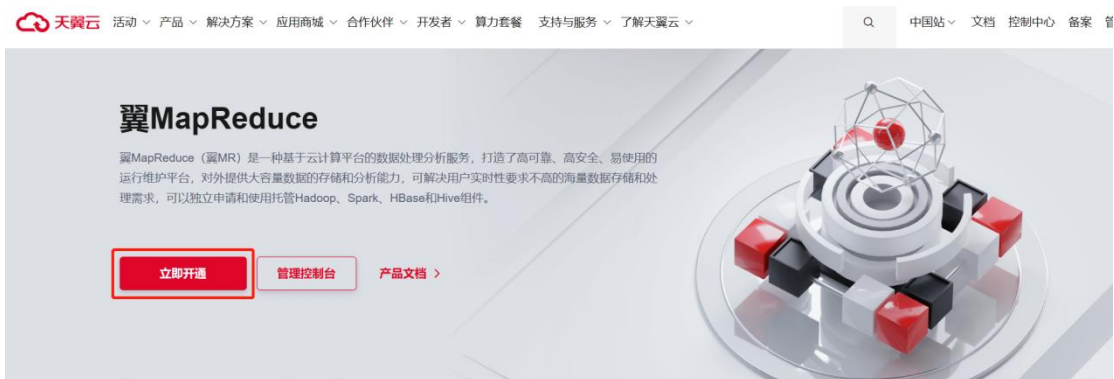 天翼云 活动 产品 解决方案 应用商城 合作伙伴 开发者 算力套餐 支持与服务 了解天翼云 中国站 文档 控制中心 备案 管
翼MapReduce
翼MapReduce（翼MR）是一种基于云计算平台的数据处理分析服务，打造了高可靠、高安全、易使用的
运行维护平台，对外提供大容量数据的存储和分析能力，可解决用户实时性要求不高的海量数据存储和处
理需求，可以独立申请和使用托管Hadoop、Spark、HBase和Hive组件。
立即开通 管理控制台 产品文档 >